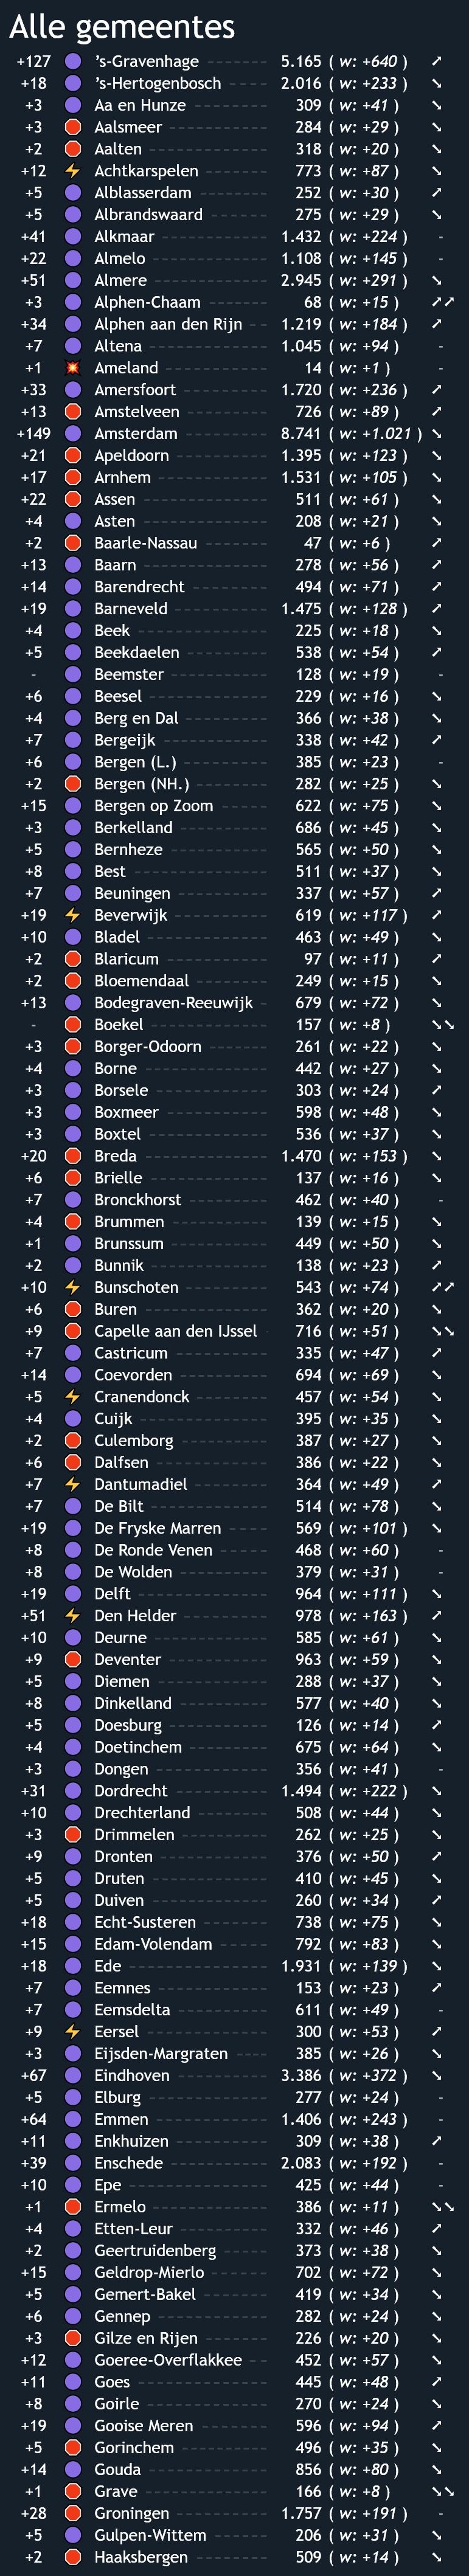 Alle gemeentes
+127 's-Gravenhage 5.165 ( w: +640 )
+18 's-Hertogenbosch 2.016 ( w: +233 )
+3 Aa en Hunze 309 ( w: +41 )
+3 Aalsmeer 284 ( w: +29 )
+2 Aalten 318 ( w: +20 )
+12 Achtkarspelen 773 ( w: +87 )
+5 Alblasserdam 252 ( w: +30 )
+5 Albrandswaard 275 ( w: +29 )
+41 Alkmaar 1.432 ( w: +224 )
+22 Almelo 1.108 ( w: +145 )
+51 Almere 2.945 ( w: +291 )
+3 Alphen-Chaam 68 ( w: +15 )
+34 Alphen aan den Rijn 1.219 ( w: +184 )
+7 Altena 1.045 ( w: +94 )
+1 Ameland 14 ( w: +1 )
+33 Amersfoort 1.720 ( w: +236 )
+13 Amstelveen 726 ( w: +89 )
+149 Amsterdam 8.741 ( w: +1.021 )
+21 Apeldoorn 1.395 ( w: +123 )
+17 Arnhem 1.531 ( w: +105 )
+22 Assen 511 ( w: +61 )
+4 Asten 208 ( w: +21 )
+2 Baarle-Nassau 47 ( w: +6 )
+13 Baarn 278 ( w: +56 )
+14 Barendrecht 494 ( w: +71 )
+19 Barneveld 1.475 ( w: +128 )
+4 Beek 225 ( w: +18 )
+5 Beekdaelen 538 ( w: +54 )
- Beemster 128 ( w: +19 ) -
+6 Beesel 229 ( w: +16 )
+4 Berg en Dal 366 ( w: +38 )
+7 Bergeijk 338 ( w: +42 )
+6 Bergen (L.) 385 ( w: +23 )
+2 Bergen (NH.) 282 ( w: +25 )
+15 Bergen op Zoom 622 ( w: +75 )
+3 Berkelland 686 ( w: +45 )
+5 Bernheze 565 ( w: +50 )
+8 Best 511 ( w: +37 )
+7 Beuningen 337 ( w: +57 )
+19 Beverwijk 619 ( w: +117 )
+10 Bladel 463 ( w: +49 )
+2 Blaricum 97 ( w: +11 )
+2 Bloemendaal 249 ( w: +15 )
+13 Bodegraven-Reeuwijk 679 ( w: +72 )
- Boekel 157 ( w: +8 )
+3 Borger-Odoorn 261 ( w: +22 )
+4 Borne 442 ( w: +27 )
+3 Borsele 303 ( w: +24 )
+3 Boxmeer 598 ( w: +48 )
+3 Boxtel 536 ( w: +37 )
+20 Breda 1.470 ( w: +153 )
+6 Brielle 137 ( w: +16 )
+7 Bronckhorst 462 ( w: +40 )
+4 Brummen 139 ( w: +15 )
+1 Brunssum 449 ( w: +50 )
+2 Bunnik 138 ( w: +23 )
+10 Bunschoten 543 ( w: +74 )
+6 Buren 362 ( w: +20 )
+9 Capelle aan den IJssel 716 ( w: +51 )
+7 Castricum 335 ( w: +47 )
+14 Coevorden 694 ( w: +69 )
+5 Cranendonck 457 ( w: +54 )
+4 Cuijk 395 ( w: +35 )
+2 Culemborg 387 ( w: +27 )
+6 Dalfsen 386 ( w: +22 )
+7 Dantumadiel 364 ( w: +49 )
+7 De Bilt 514 ( w: +78 )
+19 De Fryske Marren 569 ( w: +101 )
+8 De Ronde Venen 468 ( w: +60 )
+8 De Wolden 379 ( w: +31 )
+19 Delft 964 ( w: +111 )
+51 Den Helder 978 ( w: +163 )
+10 Deurne 585 ( w: +61 )
+9 Deventer 963 ( w: +59 )
+5 Diemen 288 ( w: +37 )
+8 Dinkelland 577 ( w: +40 )
+5 Doesburg 126 ( w: +14 )
+4 Doetinchem 675 ( w: +64 )
+3 Dongen 356 ( w: +41 )
+31 Dordrecht 1.494 ( w: +222 )
+10 Drechterland 508 ( w: +44 )
+3 Drimmelen 262 ( w: +25 )
+9 Dronten 376 ( w: +50 )
+5 Druten 410 ( w: +45 )
+5 Duiven 260 ( w: +34 )
+18 Echt-Susteren 738 ( w: +75 )
+15 Edam-Volendam 792 ( w: +83 )
+18 Ede 1.931 ( w: +139 )
+7 Eemnes 153 ( w: +23 )
+7 Eemsdelta 611 ( w: +49 )
+9 Eersel 300 ( w: +53 )
+3 Eijsden-Margraten 385 ( w: +26 )
+67 Eindhoven 3.386 ( w: +372 )
+5 Elburg 277 ( w: +24 )
+64 Emmen 1.406 ( w: +243 )
+11 Enkhuizen 309 ( w: +38 )
+39 Enschede 2.083 ( w: +192 )
+10 Epe 425 ( w: +44 )
+1 Ermelo 386 ( w: +11 )
+4 Etten-Leur 332 ( w: +46 )
+2 Geertruidenberg 373 ( w: +38 )
+15 Geldrop-Mierlo 702 ( w: +72 )
+5 Gemert-Bakel 419 ( w: +34 )
+6 Gennep 282 ( w: +24 )
+3 Gilze en Rijen 226 ( w: +20 )
+12 Goeree-Overflakkee 452 ( w: +57 )
+11 Goes 445 ( w: +48 )
+8 Goirle 270 ( w: +24 )
+19 Gooise Meren 596 ( w: +94 )
+5 Gorinchem 496 ( w: +35 )
+14 Gouda 856 ( w: +80 )
+1 Grave 166 ( w: +8 )
+28 Groningen 1.757 ( w: +191 )
+5 Gulpen-Wittem 206 ( w: +31 )
+2 Haaksbergen 509 ( w: +14 )